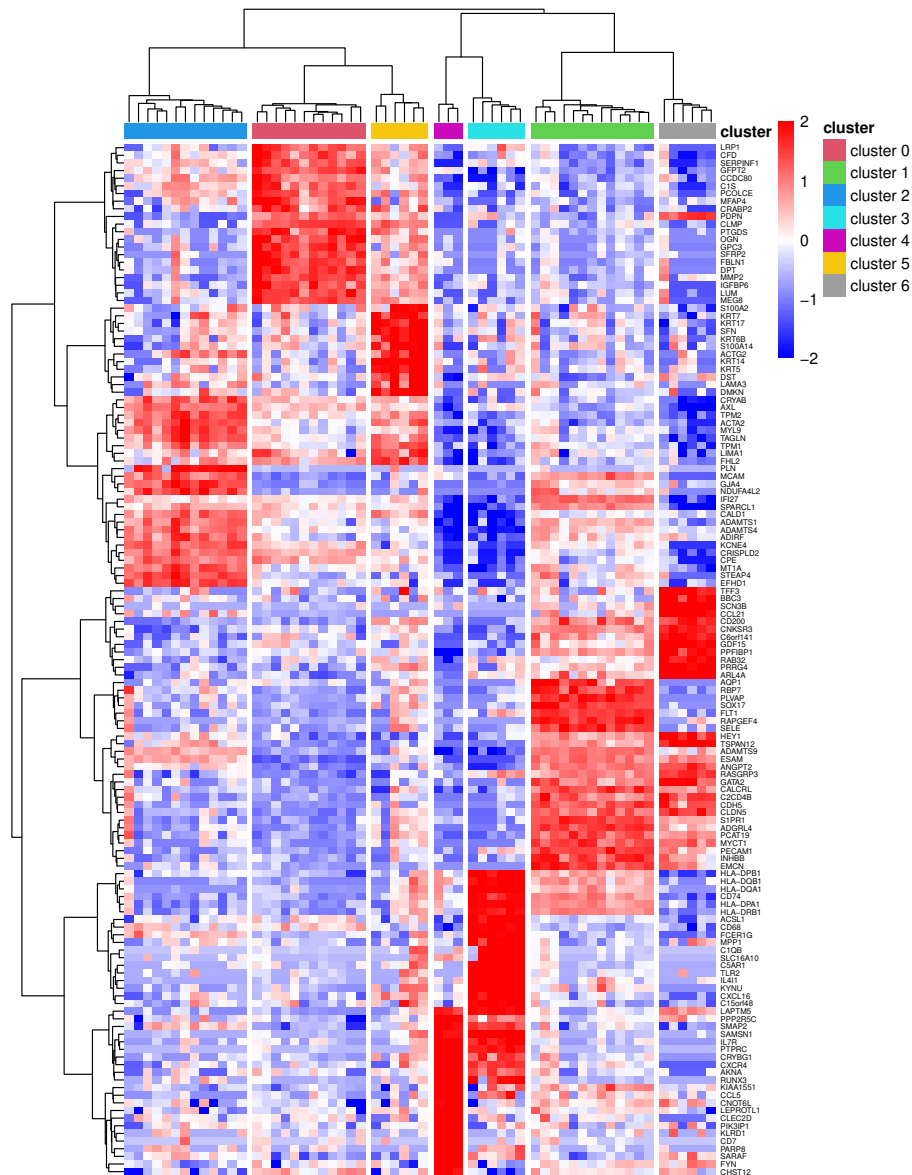 cluster
2
1
0
−1
−2
cluster
cluster 0
cluster 1
cluster 2
cluster 3
cluster 4
cluster 5
cluster 6
LRP1
CFD
SERPINF1
GFPT2
CCDC80
C1S
PCOLCE
MFAP4
CRABP2
PDPN
CLMP
PTGDS
OGN
GPC3
SFRP2
FBLN1
DPT
MMP2
IGFBP6
LUM
MEG8
S100A2
KRT7
KRT17
SFN
KRT6B
S100A14
ACTG2
KRT14
KRT5
DST
LAMA3
DMKN
CRYAB
AXL
TPM2
ACTA2
MYL9
TAGLN
TPM1
LIMA1
FHL2
PLN
MCAM
GJA4
NDUFA4L2
IFI27
SPARCL1
CALD1
ADAMTS1
ADAMTS4
ADIRF
KCNE4
CRISPLD2
CPE
MT1A
STEAP4
EFHD1
TFF3
BBC3
SCN3B
CCL21
CD200
CNKSR3
C6orf141
GDF15
PPFIBP1
RAB32
PRRG4
ARL4A
AQP1
RBP7
PLVAP
SOX17
FLT1
RAPGEF4
SELE
HEY1
TSPAN12
ADAMTS9
ESAM
ANGPT2
RASGRP3
GATA2
CALCRL
C2CD4B
CDH5
CLDN5
S1PR1
ADGRL4
PCAT19
MYCT1
PECAM1
INHBB
EMCN
HLA−DPB1
HLA−DQB1
HLA−DQA1
CD74
HLA−DPA1
HLA−DRB1
ACSL1
CD68
FCER1G
MPP1
C1QB
SLC16A10
C5AR1
TLR2
IL4I1
KYNU
CXCL16
C15orf48
LAPTM5
PPP2R5C
SMAP2
SAMSN1
IL7R
PTPRC
CRYBG1
CXCR4
AKNA
RUNX3
KIAA1551
CCL5
CNOT6L
LEPROTL1
CLEC2D
PIK3IP1
KLRD1
CD7
PARP8
SARAF
FYN
CHST12